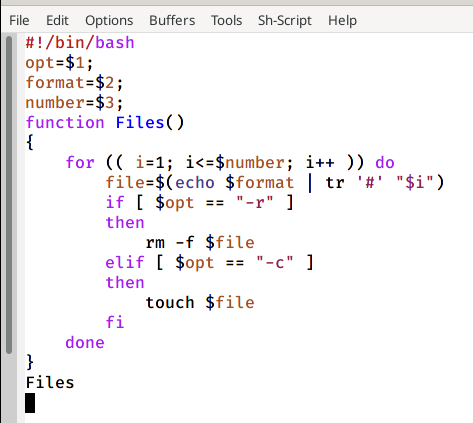 File Edit Options Buffers Tools Sh-Script Help
#!/bin/bash
opt=$1;
format=$2;
number=$3;
function Files()
{
    for (( i=1; i<=$number; i++ )) do
        file=$(echo $format | tr '#' "$i")
        if [ $opt == "-r" ]
        then
            rm -f $file
        elif [ $opt == "-c" ]
        then
            touch $file
        fi
    done
}
Files